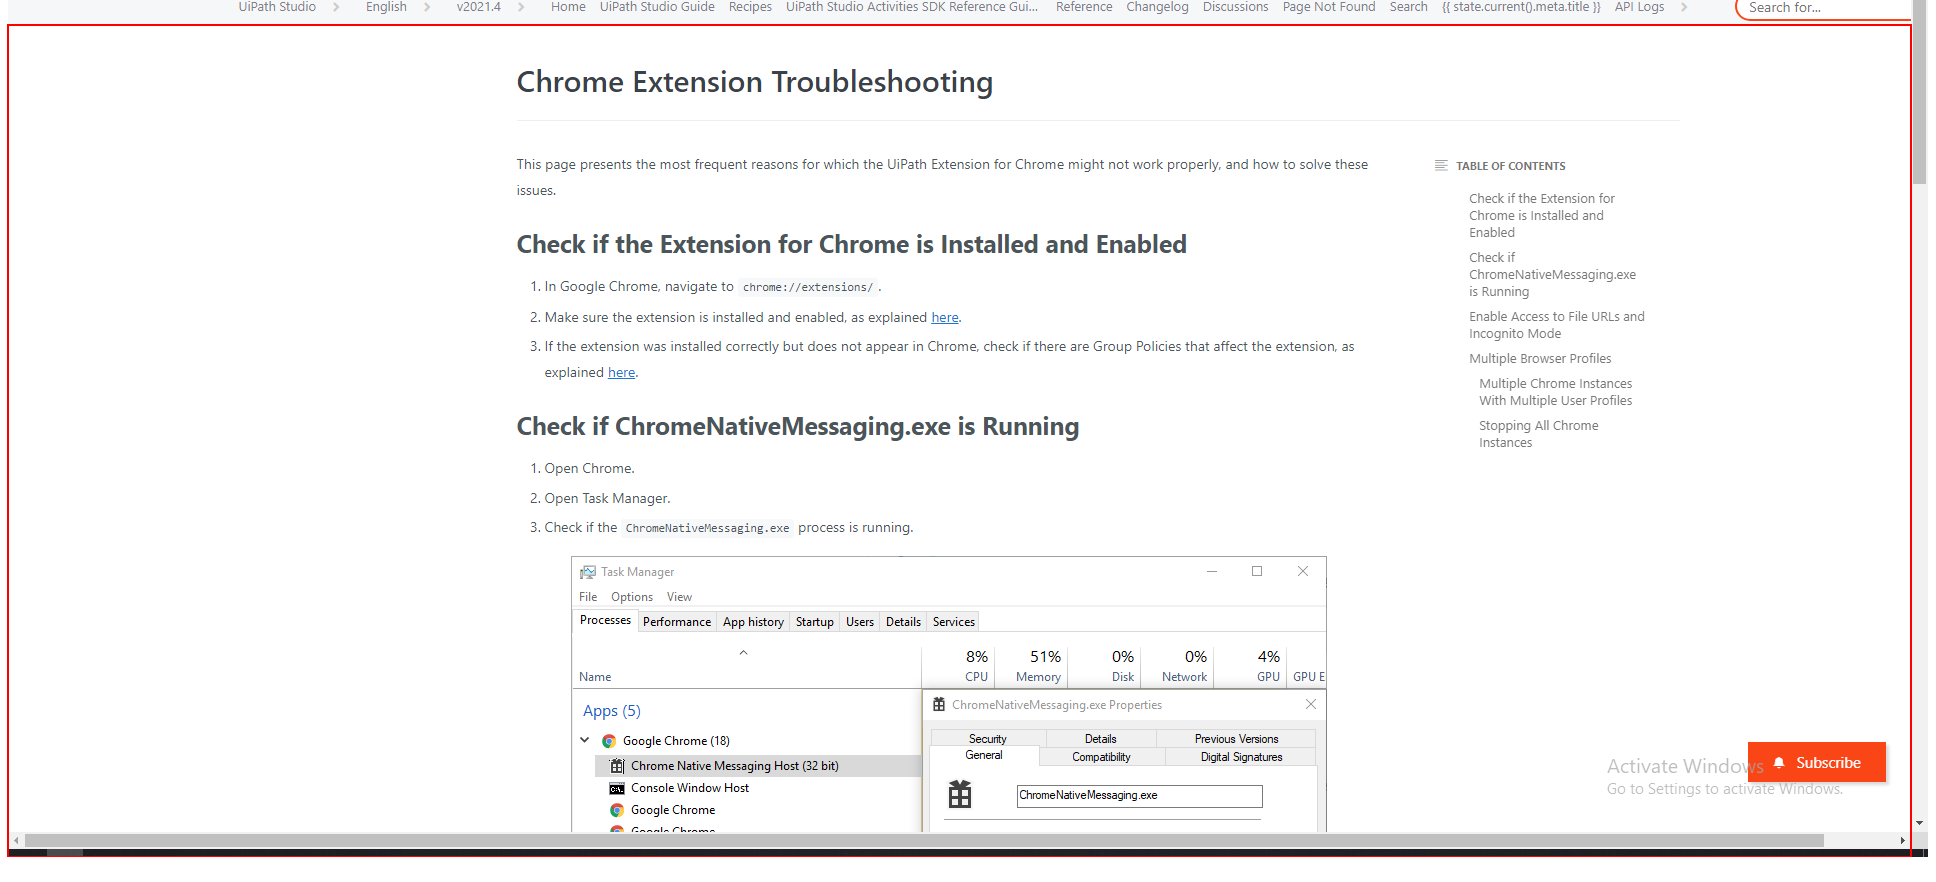 UiPath Studio English v2021.4 Home UiPath Studio Guide Recipes UiPath Studio Activities SDK Reference Gui... Reference Changelog Discussions Page Not Found Search {{ state.current().meta.title }} API Logs Search for...
Chrome Extension Troubleshooting
This page presents the most frequent reasons for which the UiPath Extension for Chrome might not work properly, and how to solve these
issues.
Check if the Extension for Chrome is Installed and Enabled
1. In Google Chrome, navigate to chrome://extensions/ .
2. Make sure the extension is installed and enabled, as explained here.
3. If the extension was installed correctly but does not appear in Chrome, check if there are Group Policies that affect the extension, as
explained here.
Check if ChromeNativeMessaging.exe is Running
1. Open Chrome.
2. Open Task Manager.
3. Check if the ChromeNativeMessaging.exe process is running.
Task Manager
File Options View
Processes Performance App history Startup Users Details Services
8% 51% 0% 0% 4%
Name CPU Memory Disk Network GPU GPU E
Apps (5)
Google Chrome (18)
Chrome Native Messaging Host (32 bit)
Console Window Host
Google Chrome
Google Chrome
ChromeNativeMessaging.exe Properties
Security Details Previous Versions
General Compatibility Digital Signatures
ChromeNativeMessaging.exe
TABLE OF CONTENTS
Check if the Extension for
Chrome is Installed and
Enabled
Check if
ChromeNativeMessaging.exe
is Running
Enable Access to File URLs and
Incognito Mode
Multiple Browser Profiles
Multiple Chrome Instances
With Multiple User Profiles
Stopping All Chrome
Instances
Activate Windows
Go to Settings to activate Windows.
Subscribe